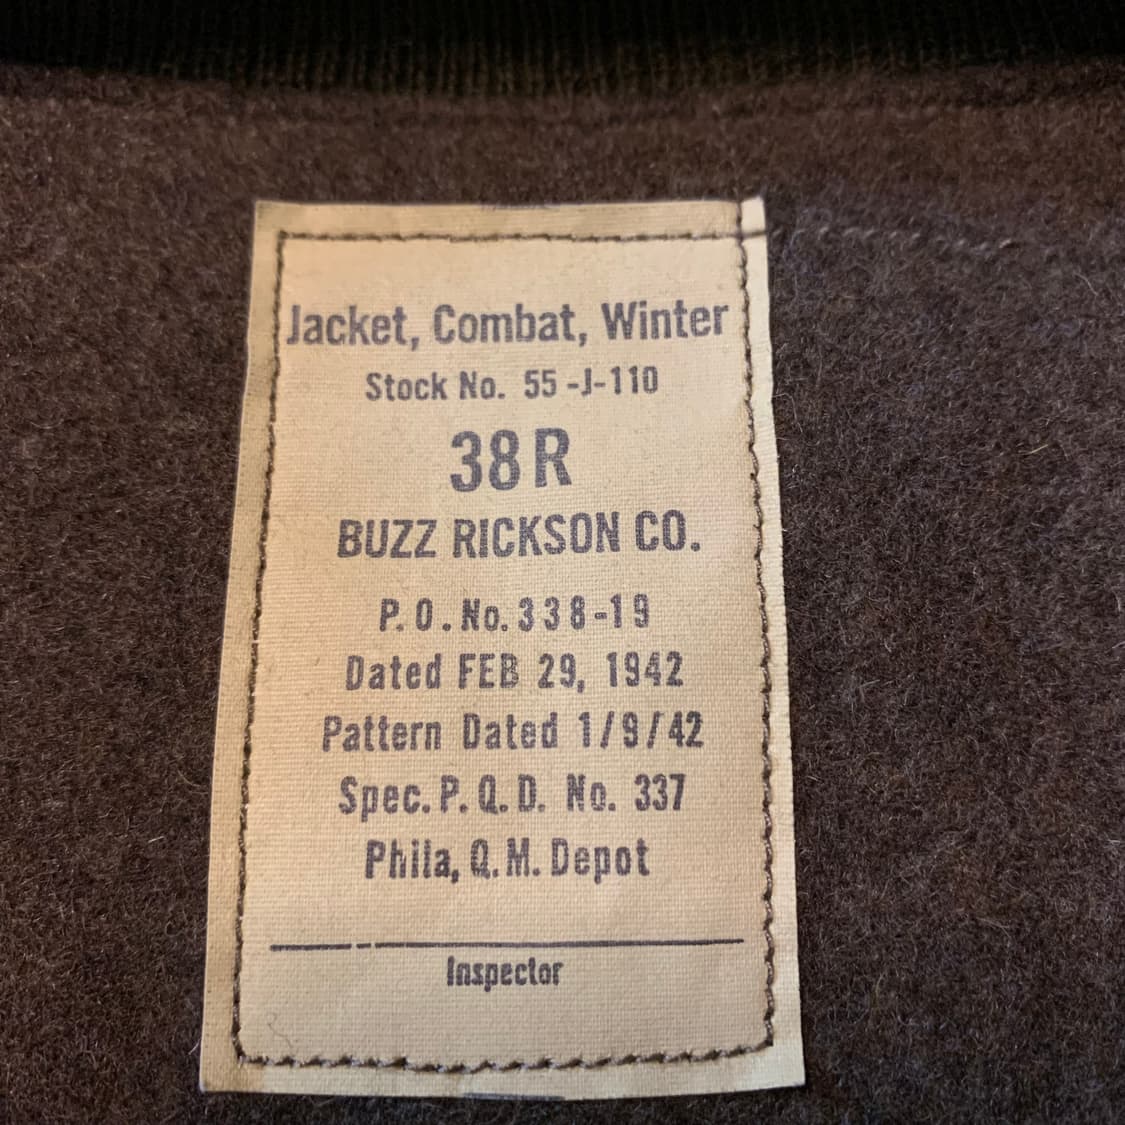 Jacket, Combat, Winter
Stock No. 55-J-110
38R
BUZZ RICKSON CO.
P.O. No. 338-19
Dated FEB 29, 1942
Pattern Dated 1/9/42
Spec. P. Q. D. No. 337
Phila, Q. M. Depot
Inspector